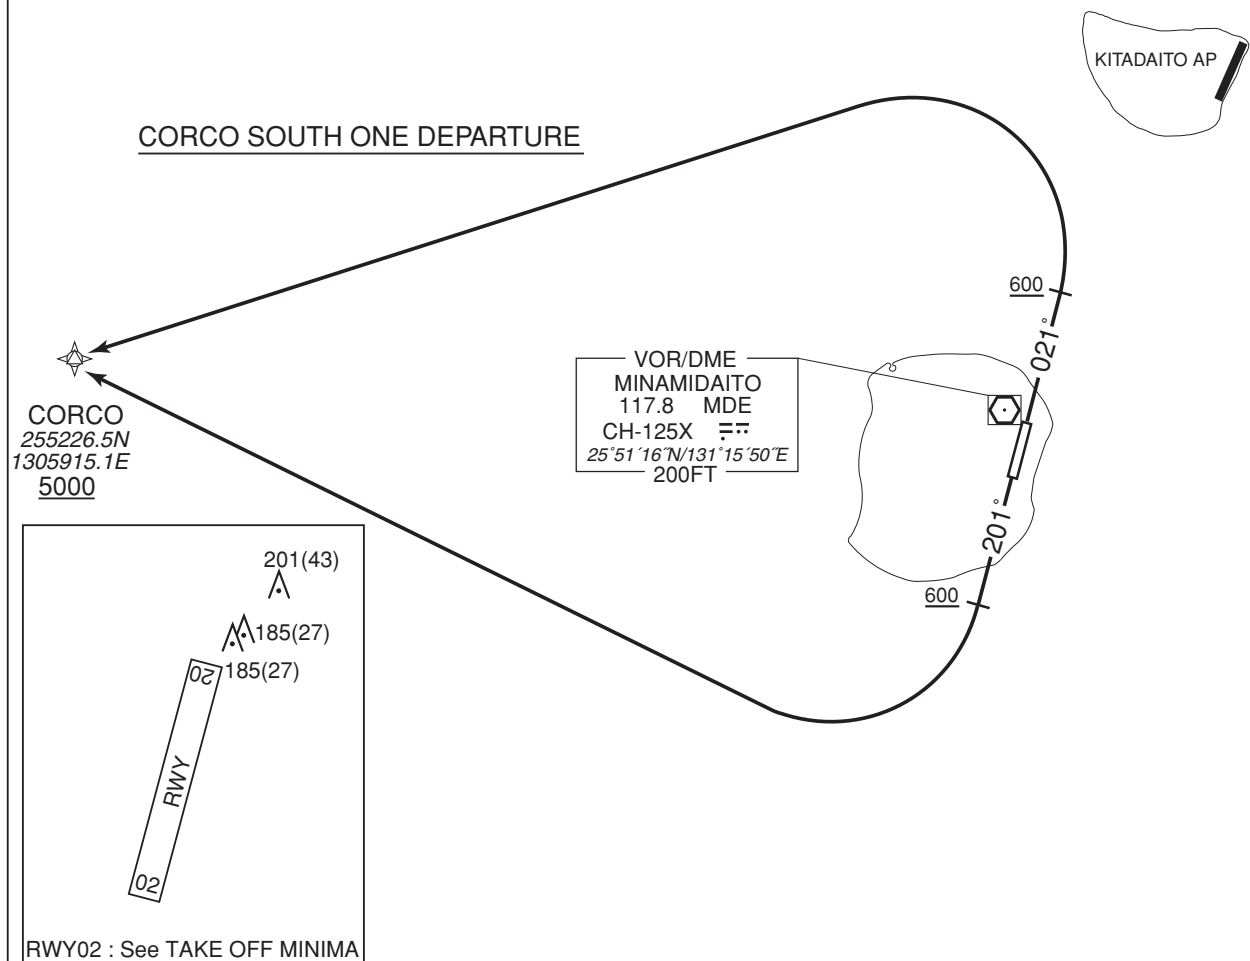 KITADAITO AP
CORCO SOUTH ONE DEPARTURE
600
021°
VOR/DME
MINAMIDAITO
117.8 MDE
CH-125X
25°51´16˝N/131°15´50˝E
200FT
CORCO
255226.5N
1305915.1E
5000
201°
600
201(43)
185(27)
185(27)
20
RWY
02
RWY02 : See TAKE OFF MINIMA